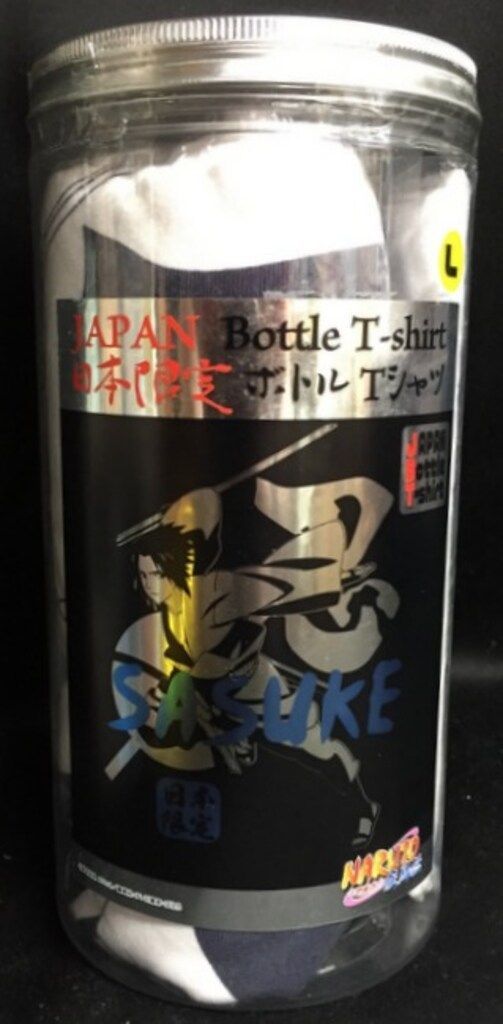 L
JAPAN Bottle T-shirt
日本限定 ボトル Tシャツ
JAPAN
Bottle
T-shirt
忍
SASUKE
日本
限定
NARUTO